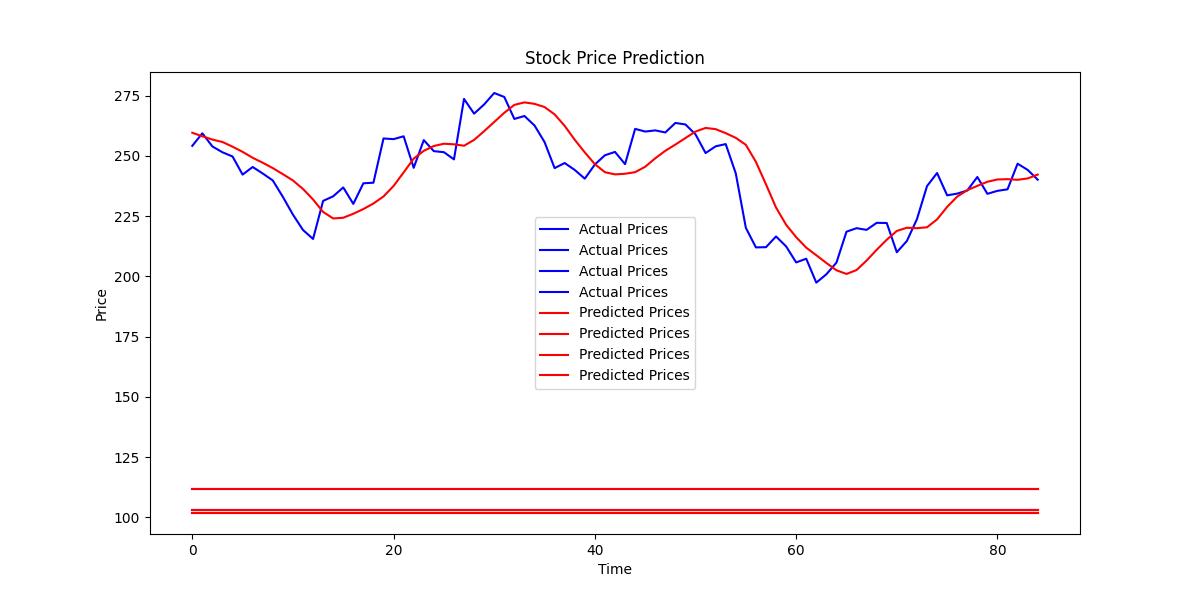 Stock Price Prediction
275
250
225
200
175
150
125
100
Price
Actual Prices
Actual Prices
Actual Prices
Actual Prices
Predicted Prices
Predicted Prices
Predicted Prices
Predicted Prices
0 20 40 60 80
Time